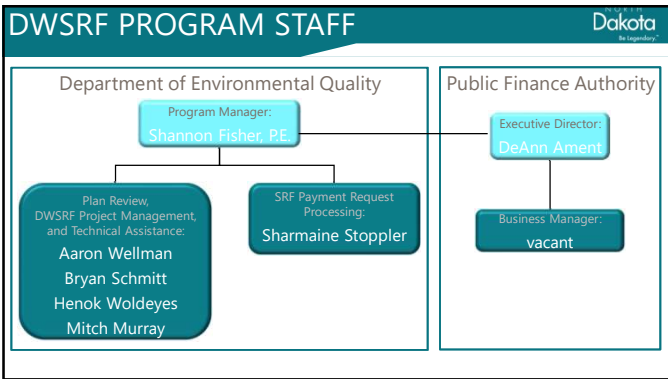 DWSRF PROGRAM STAFF
NORTH
Dakota
Be Legendary.™
Department of Environmental Quality
Program Manager:
Shannon Fisher, P.E.
Plan Review,
DWSRF Project Management,
and Technical Assistance:
Aaron Wellman
Bryan Schmitt
Henok Woldeyes
Mitch Murray
SRF Payment Request
Processing:
Sharmaine Stoppler
Public Finance Authority
Executive Director:
DeAnn Ament
Business Manager:
vacant